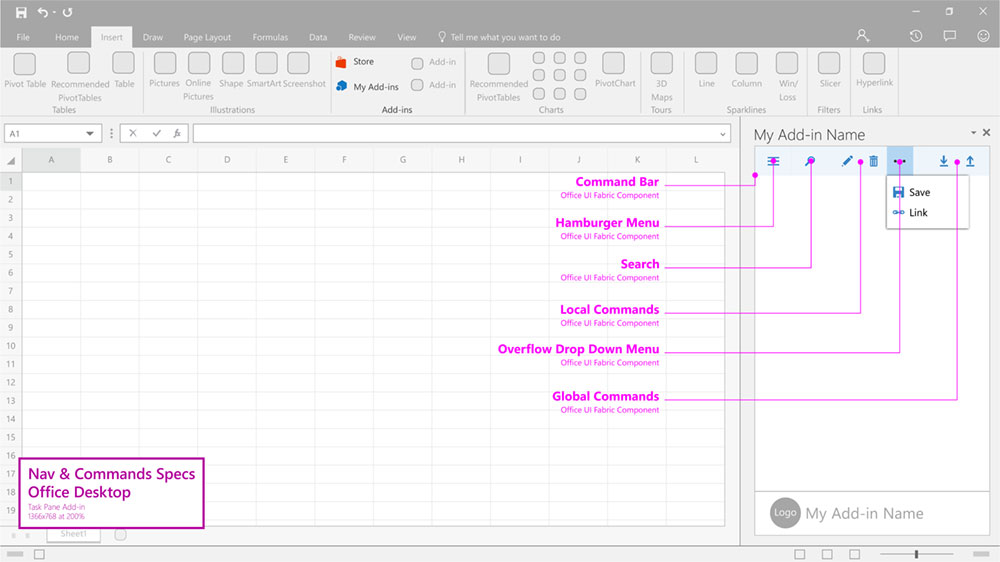 File Home Insert Draw Page Layout Formulas Data Review View Tell me what you want to do
Pivot Table
Recommended
PivotTables
Table
Tables
Pictures
Online
Pictures
Shape
SmartArt
Screenshot
Illustrations
Store
My Add-ins
Add-in
Add-in
Add-ins
Recommended
PivotTables
PivotChart
Charts
3D
Maps
Tours
Line
Column
Win/
Loss
Sparklines
Slicer
Filters
Hyperlink
Links
A1
fx
My Add-in Name
A B C D E F G H I J K L
1
2
3
4
5
6
7
8
9
10
11
12
13
14
15
16
17
18
19
Command Bar
Office UI Fabric Component
Hamburger Menu
Office UI Fabric Component
Search
Office UI Fabric Component
Local Commands
Office UI Fabric Component
Overflow Drop Down Menu
Office UI Fabric Component
Global Commands
Office UI Fabric Component
Save
Link
Nav & Commands Specs
Office Desktop
Task Pane Add-in
1366x768 at 200%
Logo
My Add-in Name
Sheet1